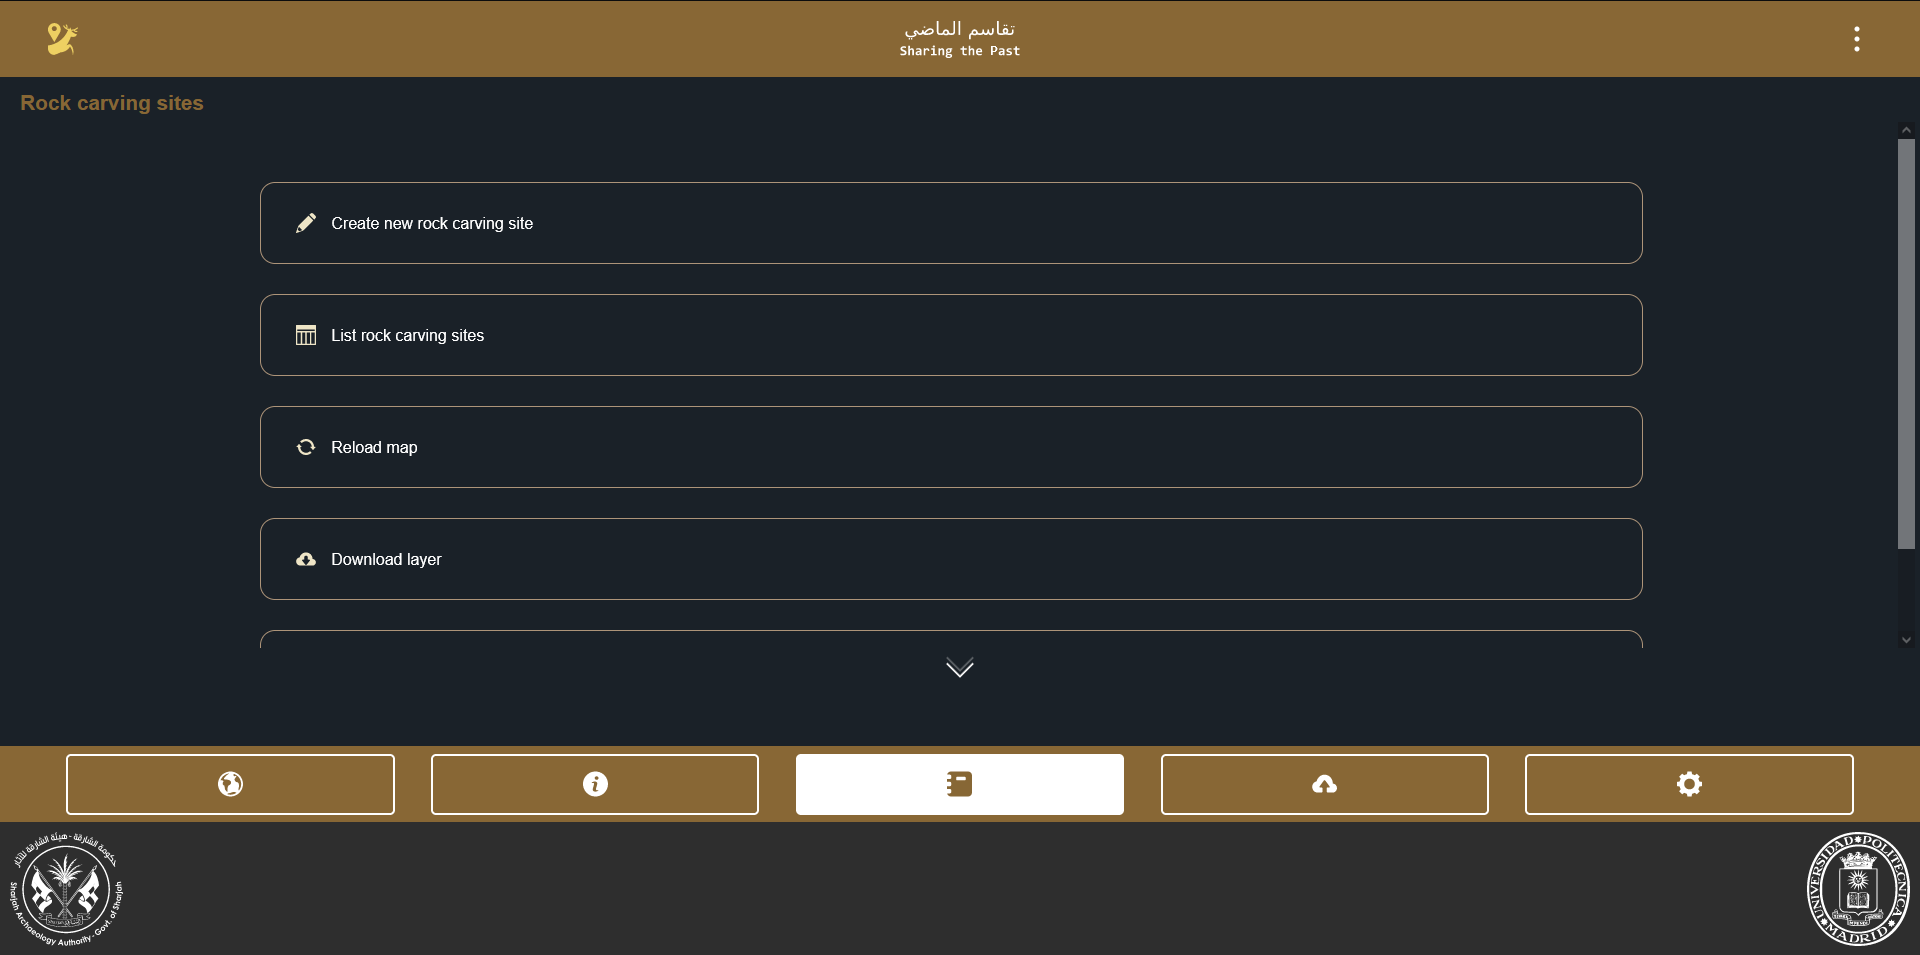 تقاسم الماضي
Sharing the Past
Rock carving sites
Create new rock carving site
List rock carving sites
Reload map
Download layer
حكومة الشارقة - هيئة الشارقة للآثار
Sharjah Archaeology Authority - Govt. of Sharjah
UNIVERSIDAD POLITECNICA
MADRID